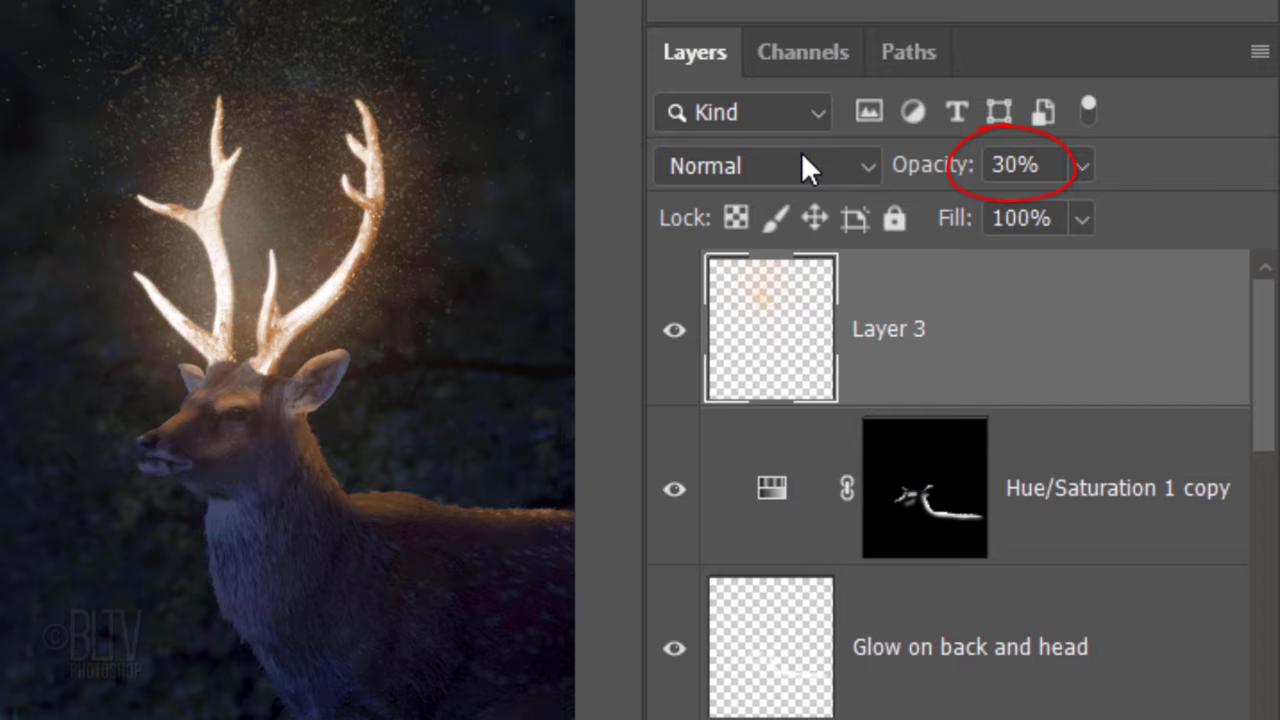 Layers Channels Paths
Kind
Normal Opacity: 30%
Lock: Fill: 100%
Layer 3
Hue/Saturation 1 copy
Glow on back and head
©BLTV
PHOTOSHOP